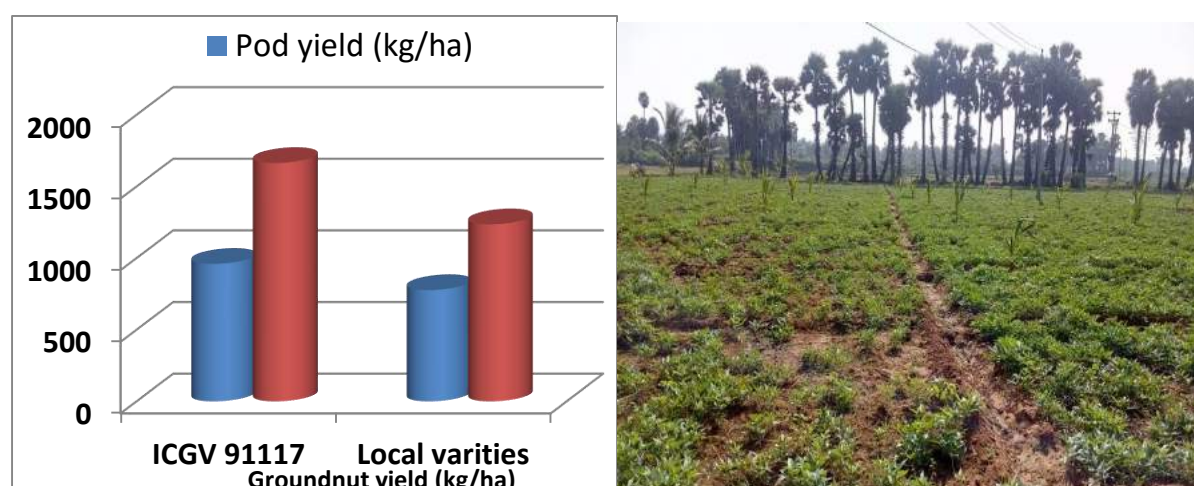 Pod yield (kg/ha)
2000
1500
1000
500
0
ICGV 91117 Local varities
Groundnut yield (kg/ha)